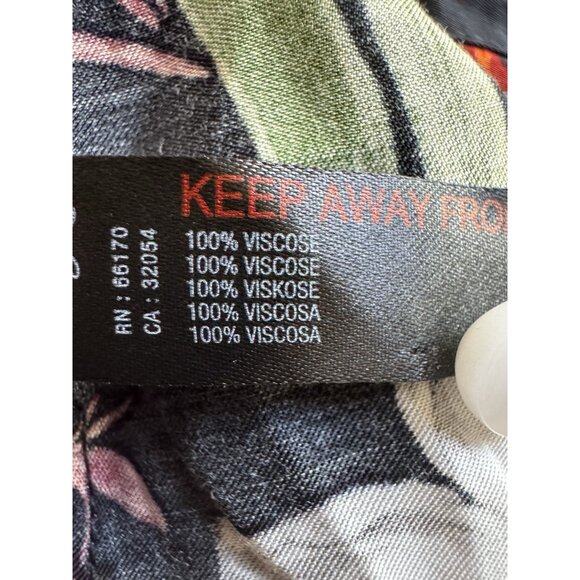 KEEP AWAY FRO
RN : 66170
CA : 32054
100% VISCOSE
100% VISCOSE
100% VISKOSE
100% VISCOSA
100% VISCOSA